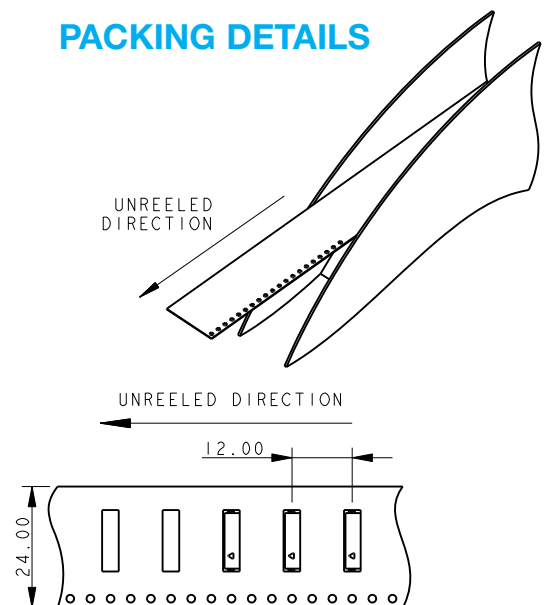 PACKING DETAILS
UNREELED
DIRECTION
UNREELED DIRECTION
12.00
24.00